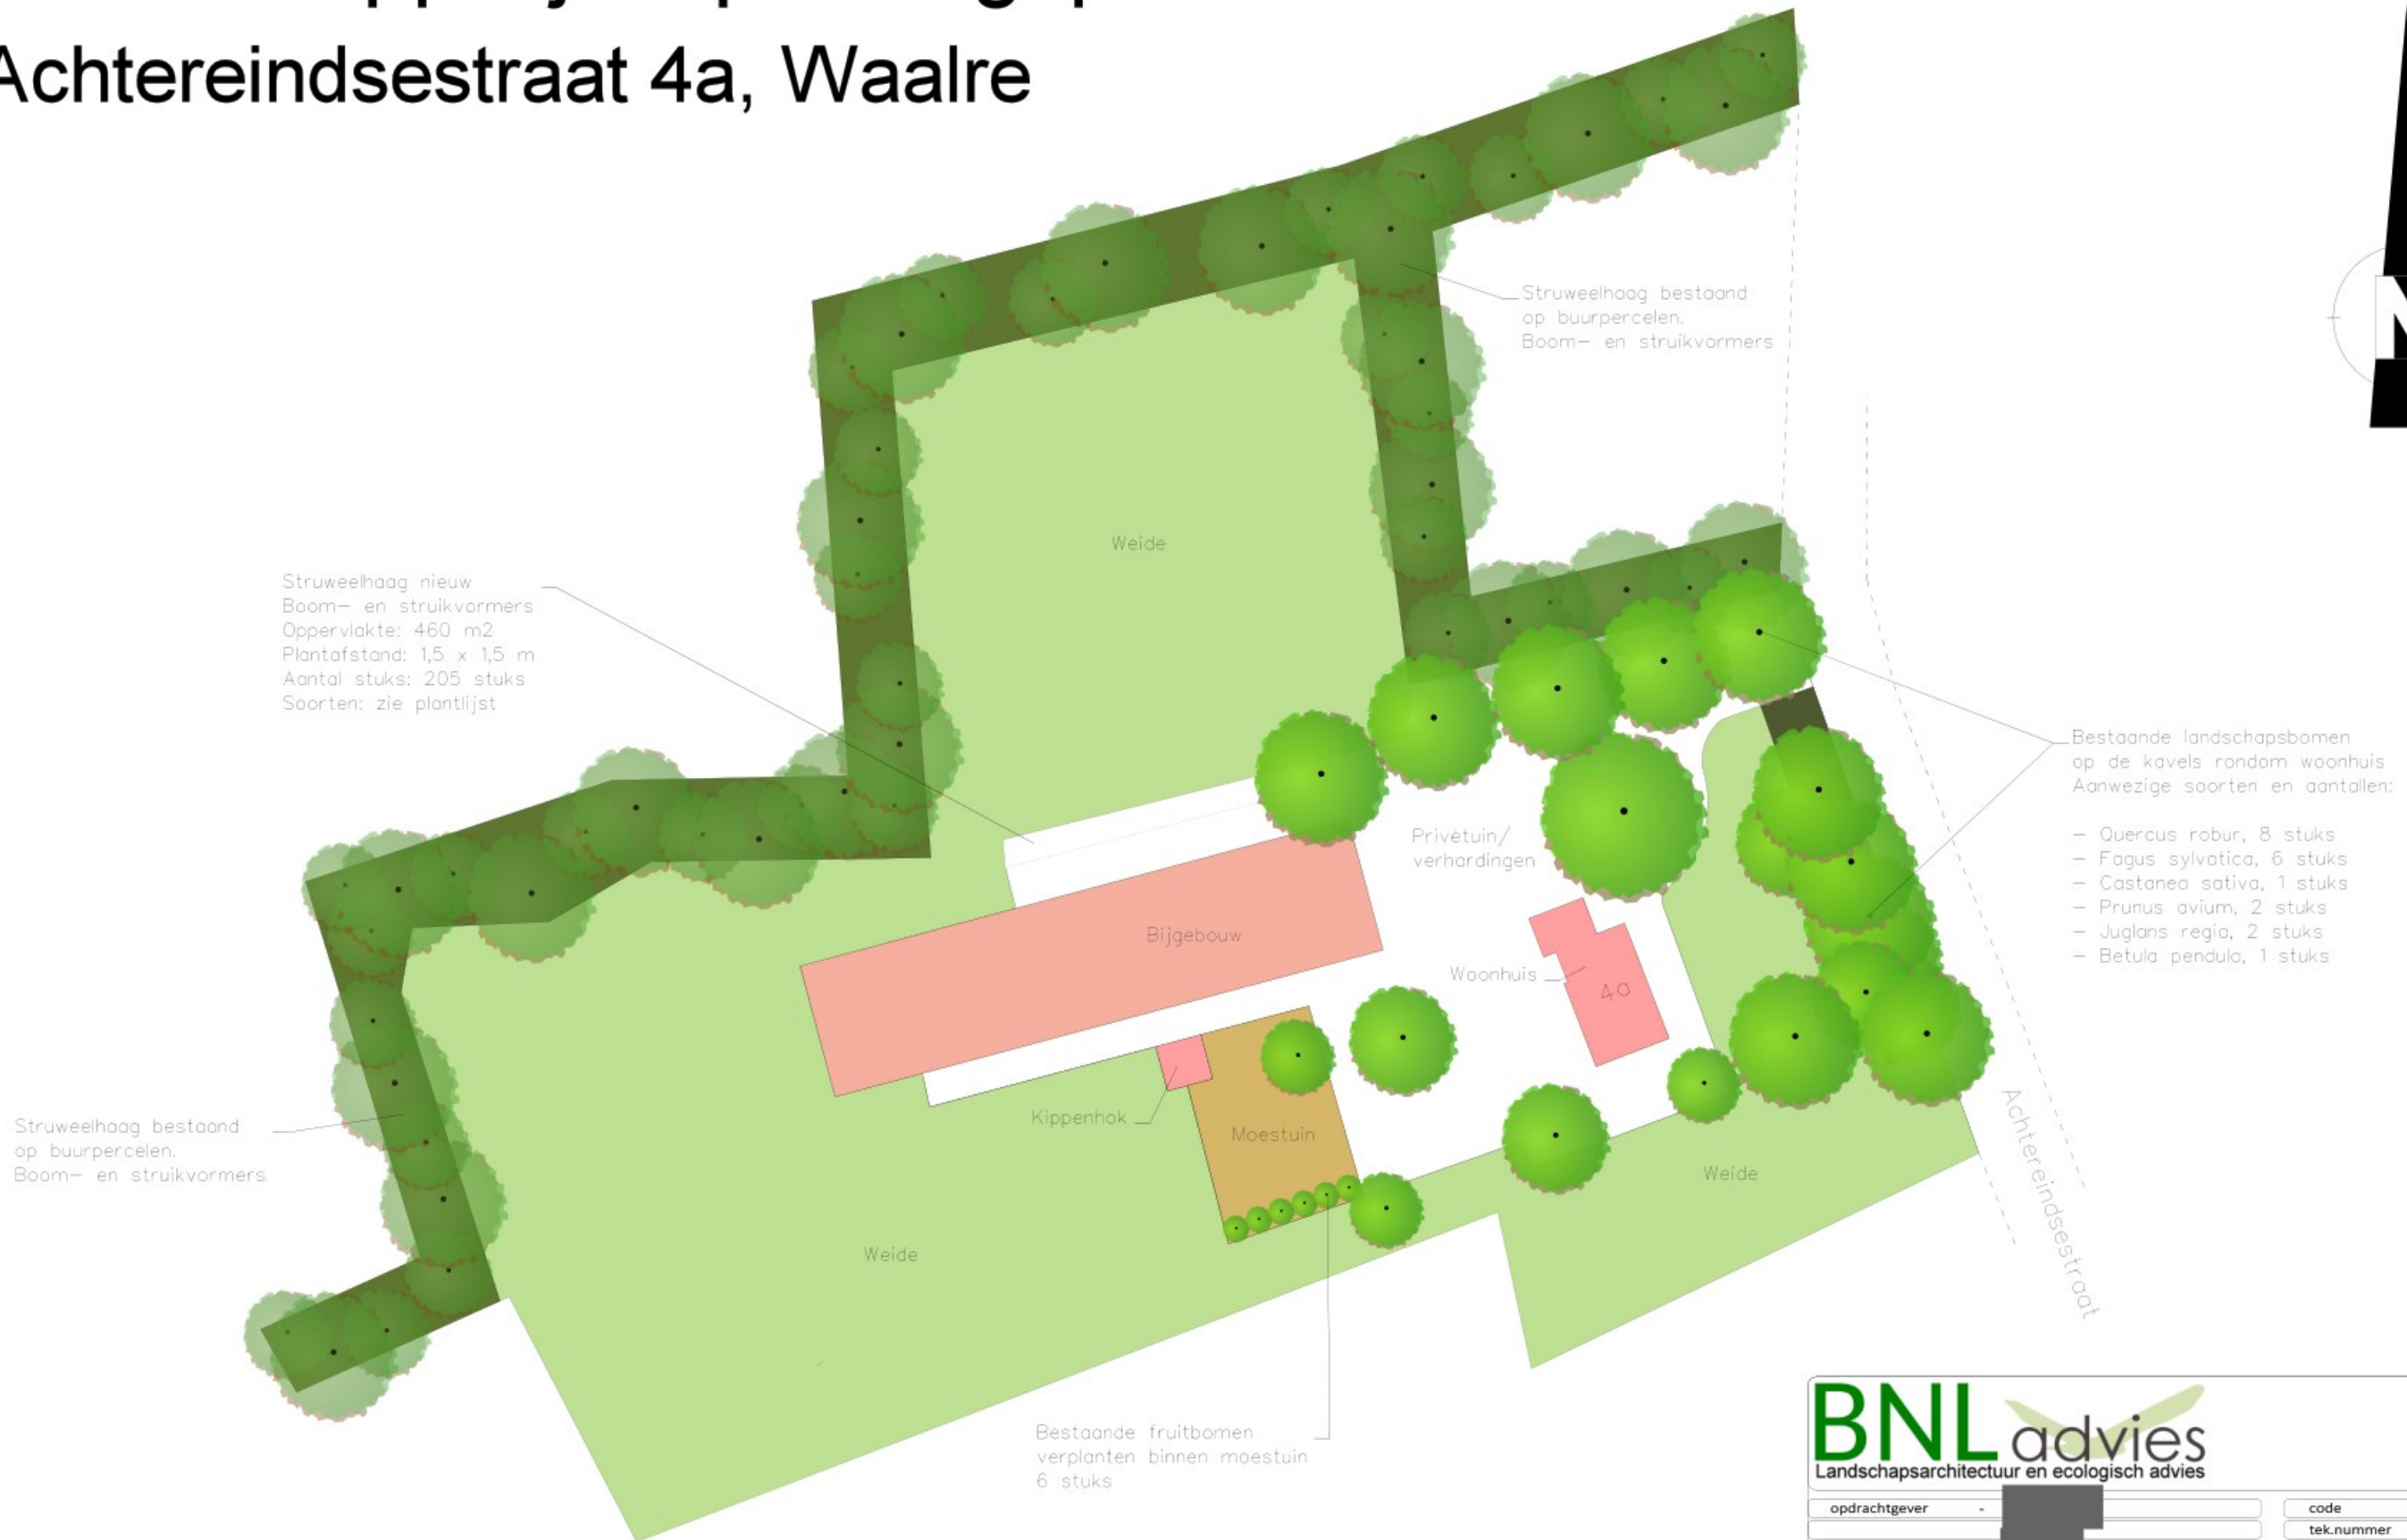 Achtereindsestraat 4a, Waalre
Struweelhaag bestaand
op buurpercelen.
Boom- en struikvormers
Weide
Struweelhaag nieuw
Boom- en struikvormers
Oppervlakte: 460 m2
Plantafstand: 1,5 x 1,5 m
Aantal stuks: 205 stuks
Soorten: zie plantlijst
Bestaande landschapsbomen
op de kavels rondom woonhuis
Aanwezige soorten en aantallen:
- Quercus robur, 8 stuks
- Fagus sylvatica, 6 stuks
- Castanea sativa, 1 stuks
- Prunus avium, 2 stuks
- Juglans regia, 2 stuks
- Betula pendula, 1 stuks
Privétuin/
verhardingen
Bijgebouw
Woonhuis
4a
Kippenhok
Moestuin
Struweelhaag bestaand
op buurpercelen.
Boom- en struikvormers
Weide
Weide
Achtereindsestraat
Bestaande fruitbomen
verplanten binnen moestuin
6 stuks
BNL advies
Landschapsarchitectuur en ecologisch advies
opdrachtgever -
code
tek.nummer